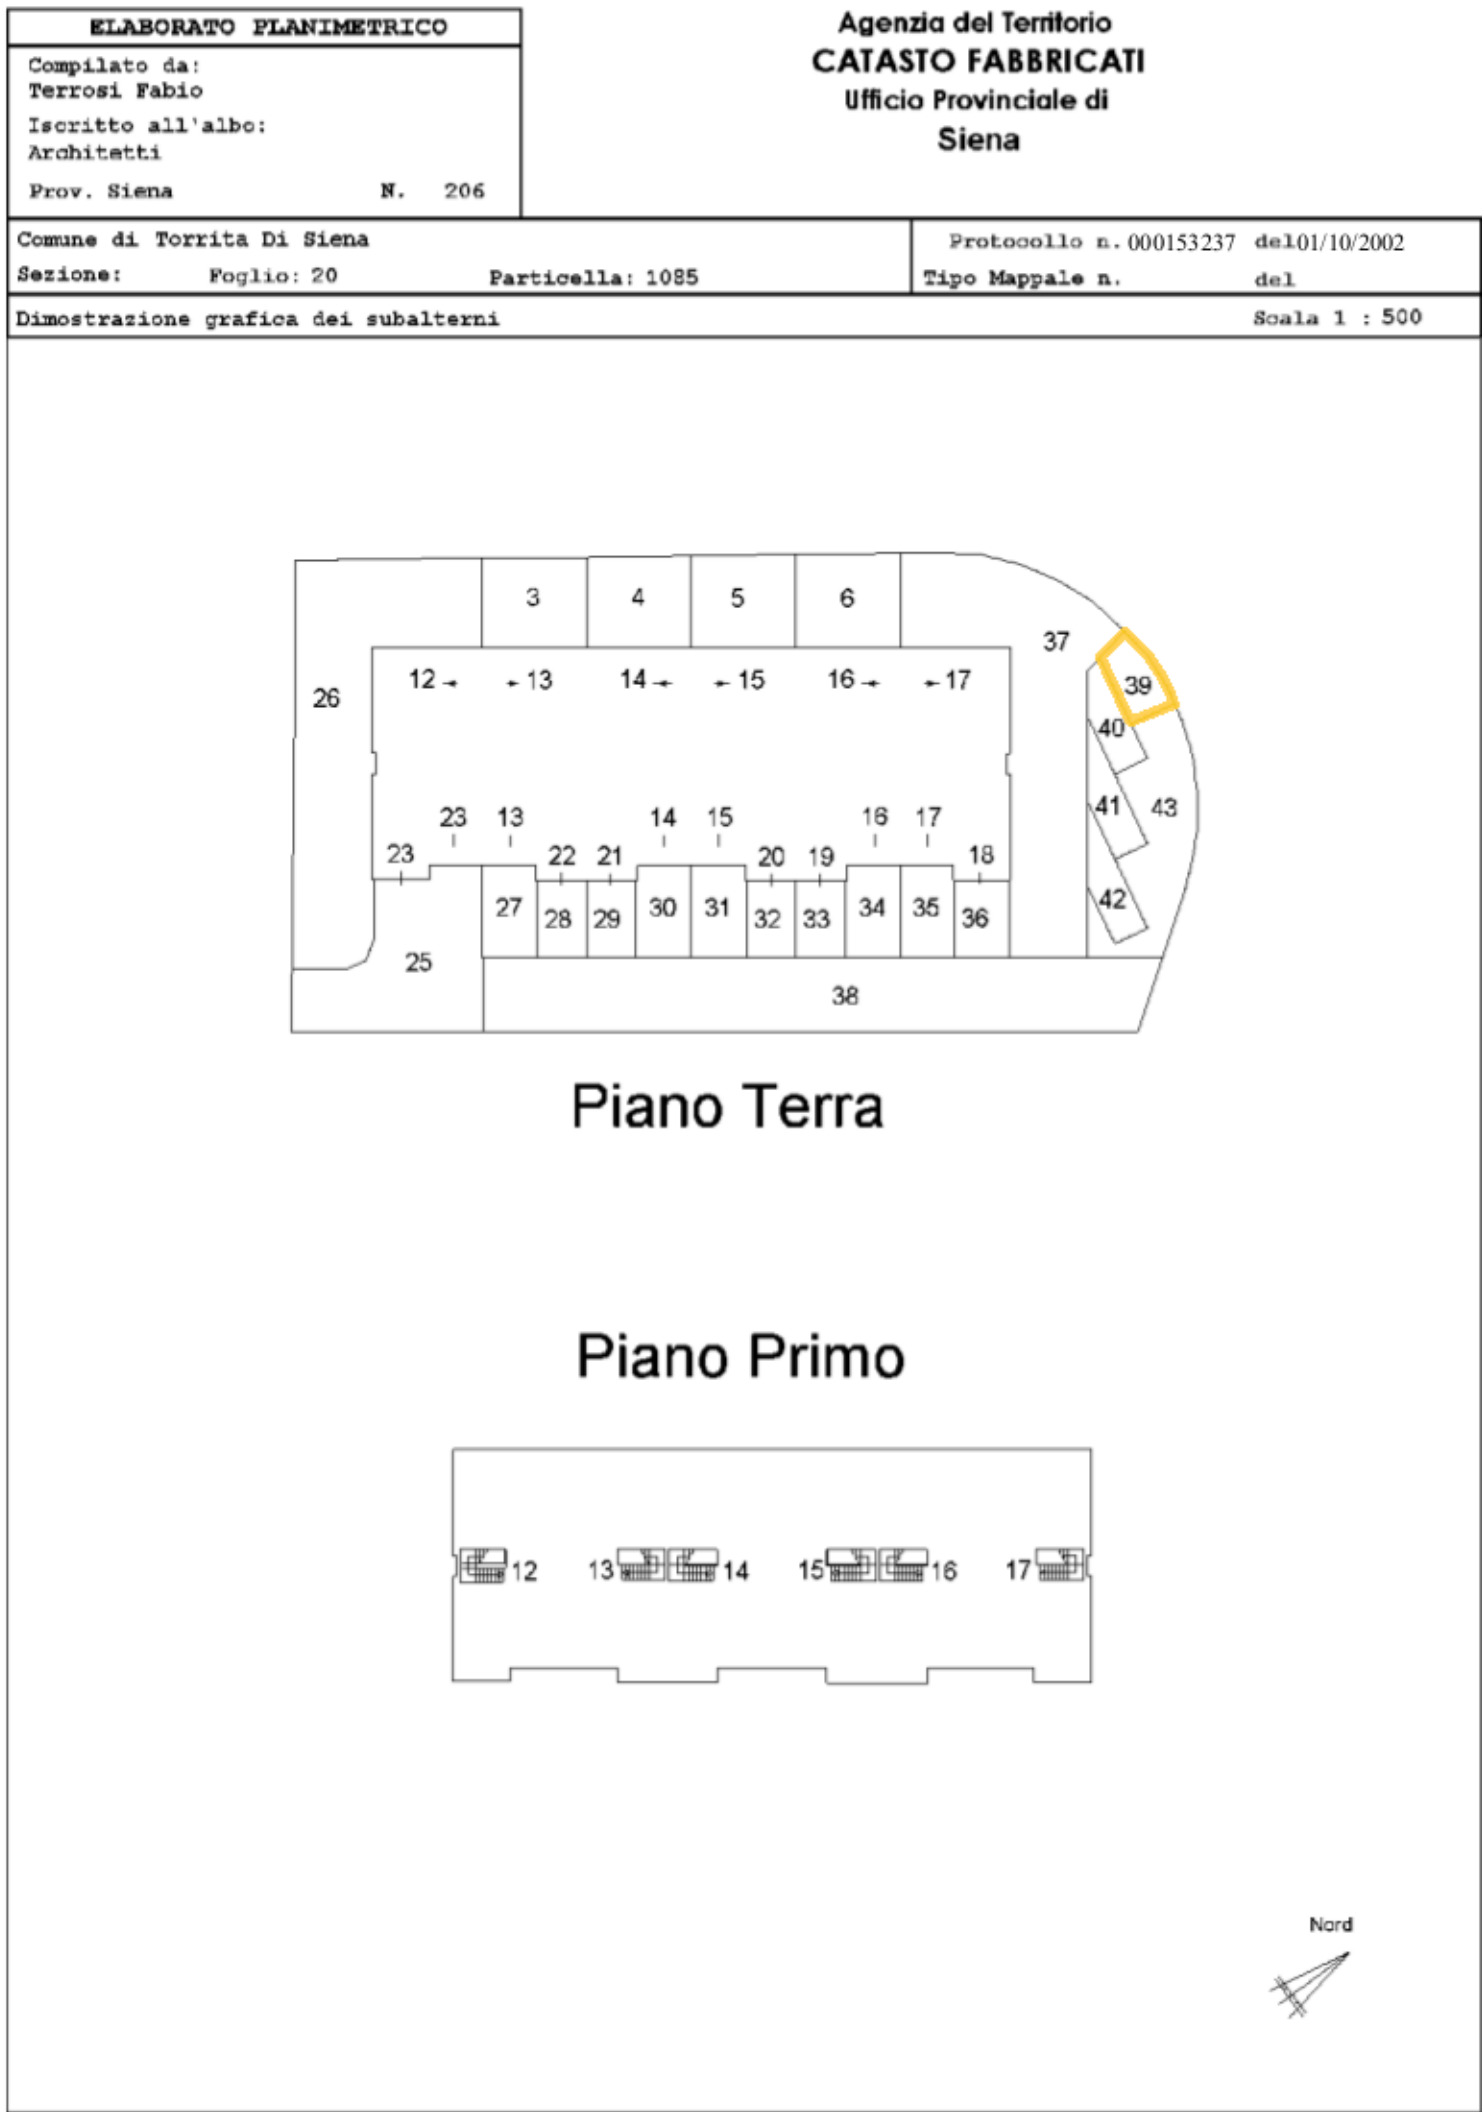 ELABORATO PLANIMETRICO
Compilato da:
Terrosi Fabio
Iscritto all'albo:
Architetti
Prov. Siena N. 206
Agenzia del Territorio
CATASTO FABBRICATI
Ufficio Provinciale di
Siena
Comune di Torrita Di Siena
Sezione: Foglio: 20 Particella: 1085
Protocollo n. 000153237 del 01/10/2002
Tipo Mappale n. del
Dimostrazione grafica dei subalterni Scala 1 : 500
3 4 5 6
37
12 13 14 15 16 17
39
26
40
23 13 14 15 16 17
41 43
23 22 21 20 19 18
42
27 28 29 30 31 32 33 34 35 36
25
38
Piano Terra
Piano Primo
12 13 14 15 16 17
Nord